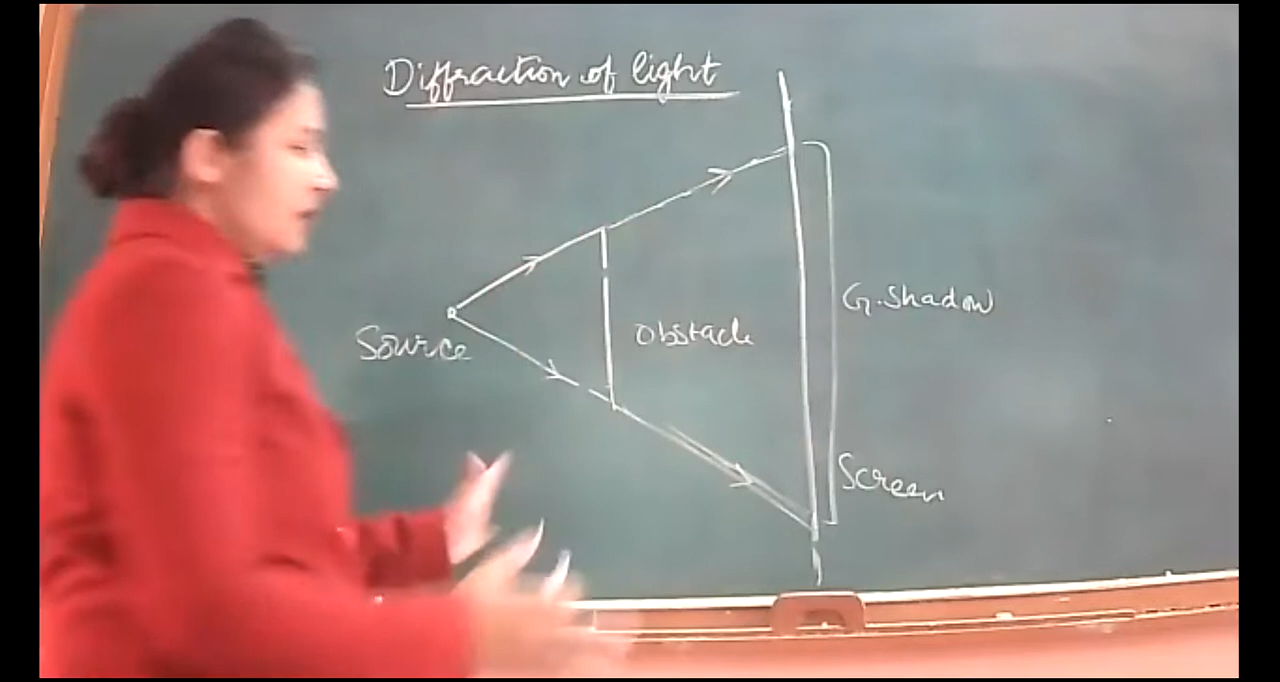 Diffraction of light
G. Shadow
Obstacle
Source
Screen